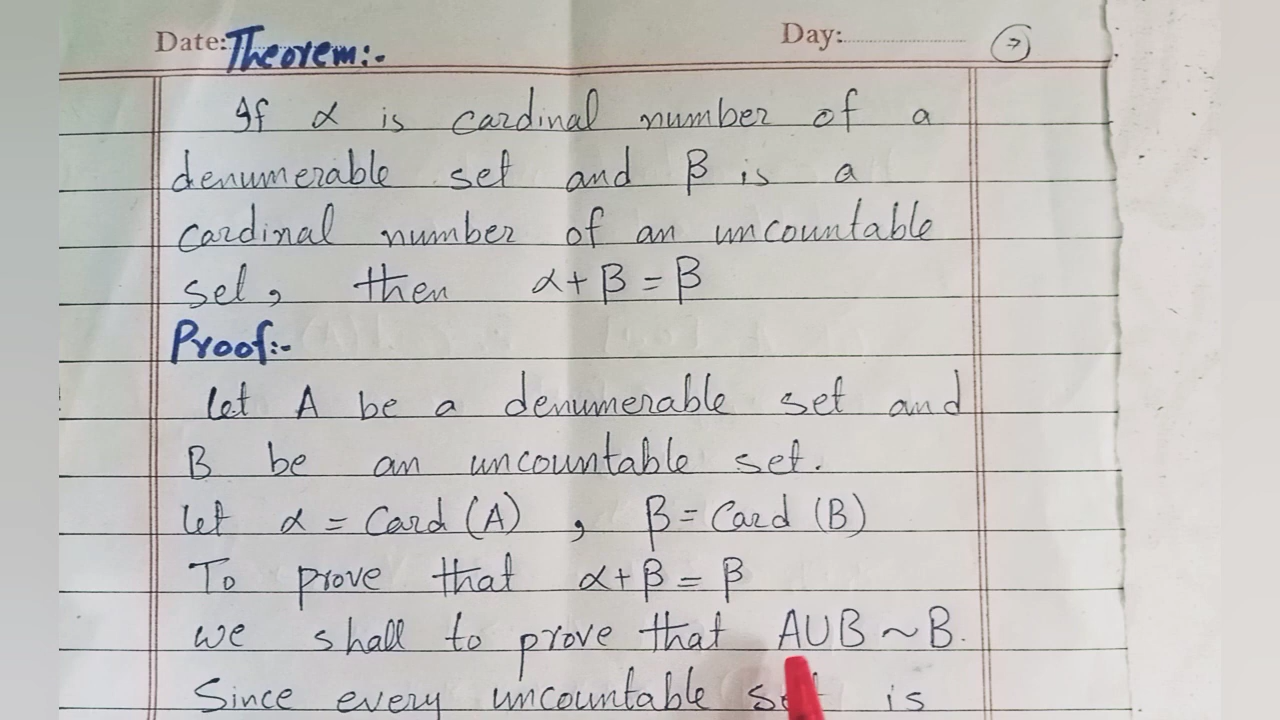 Date: Theorem:- Day: 7
If α is cardinal number of a
denumerable set and β is a
cardinal number of an uncountable
set, then α+β=β
Proof:-
let A be a denumerable set and
B be an uncountable set.
let α = Card (A) , β = Card (B)
To prove that α+β=β
we shall to prove that AUB ~ B.
Since every uncountable set is